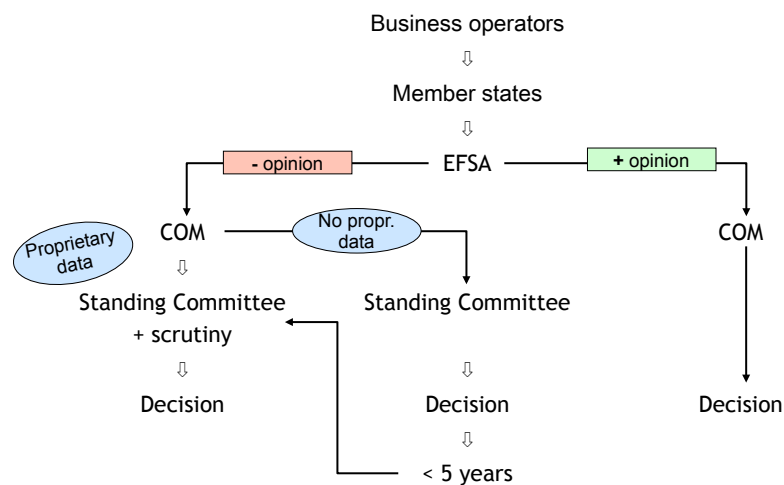 Business operators
Member states
- opinion
EFSA
+ opinion
Proprietary
data
COM
No propr.
data
COM
Standing Committee
+ scrutiny
Standing Committee
Decision
Decision
Decision
< 5 years